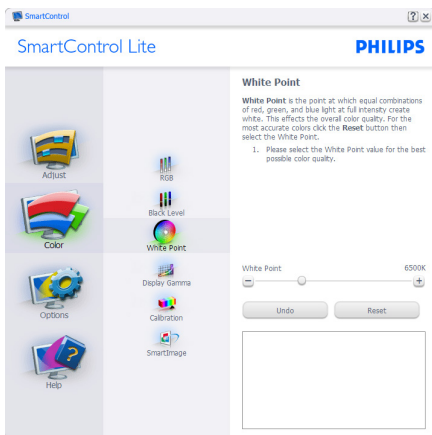 SmartControl
SmartControl Lite
PHILIPS
Adjust
Color
Options
Help
RGB
Black Level
White Point
Display Gamma
Calibration
SmartImage
White Point
White Point is the point at which equal combinations
of red, green, and blue light at full intensity create
white. This effects the overall color quality. For the
most accurate colors click the Reset button then
select the White Point.
1. Please select the White Point value for the best
possible color quality.
White Point 6500K
Undo Reset